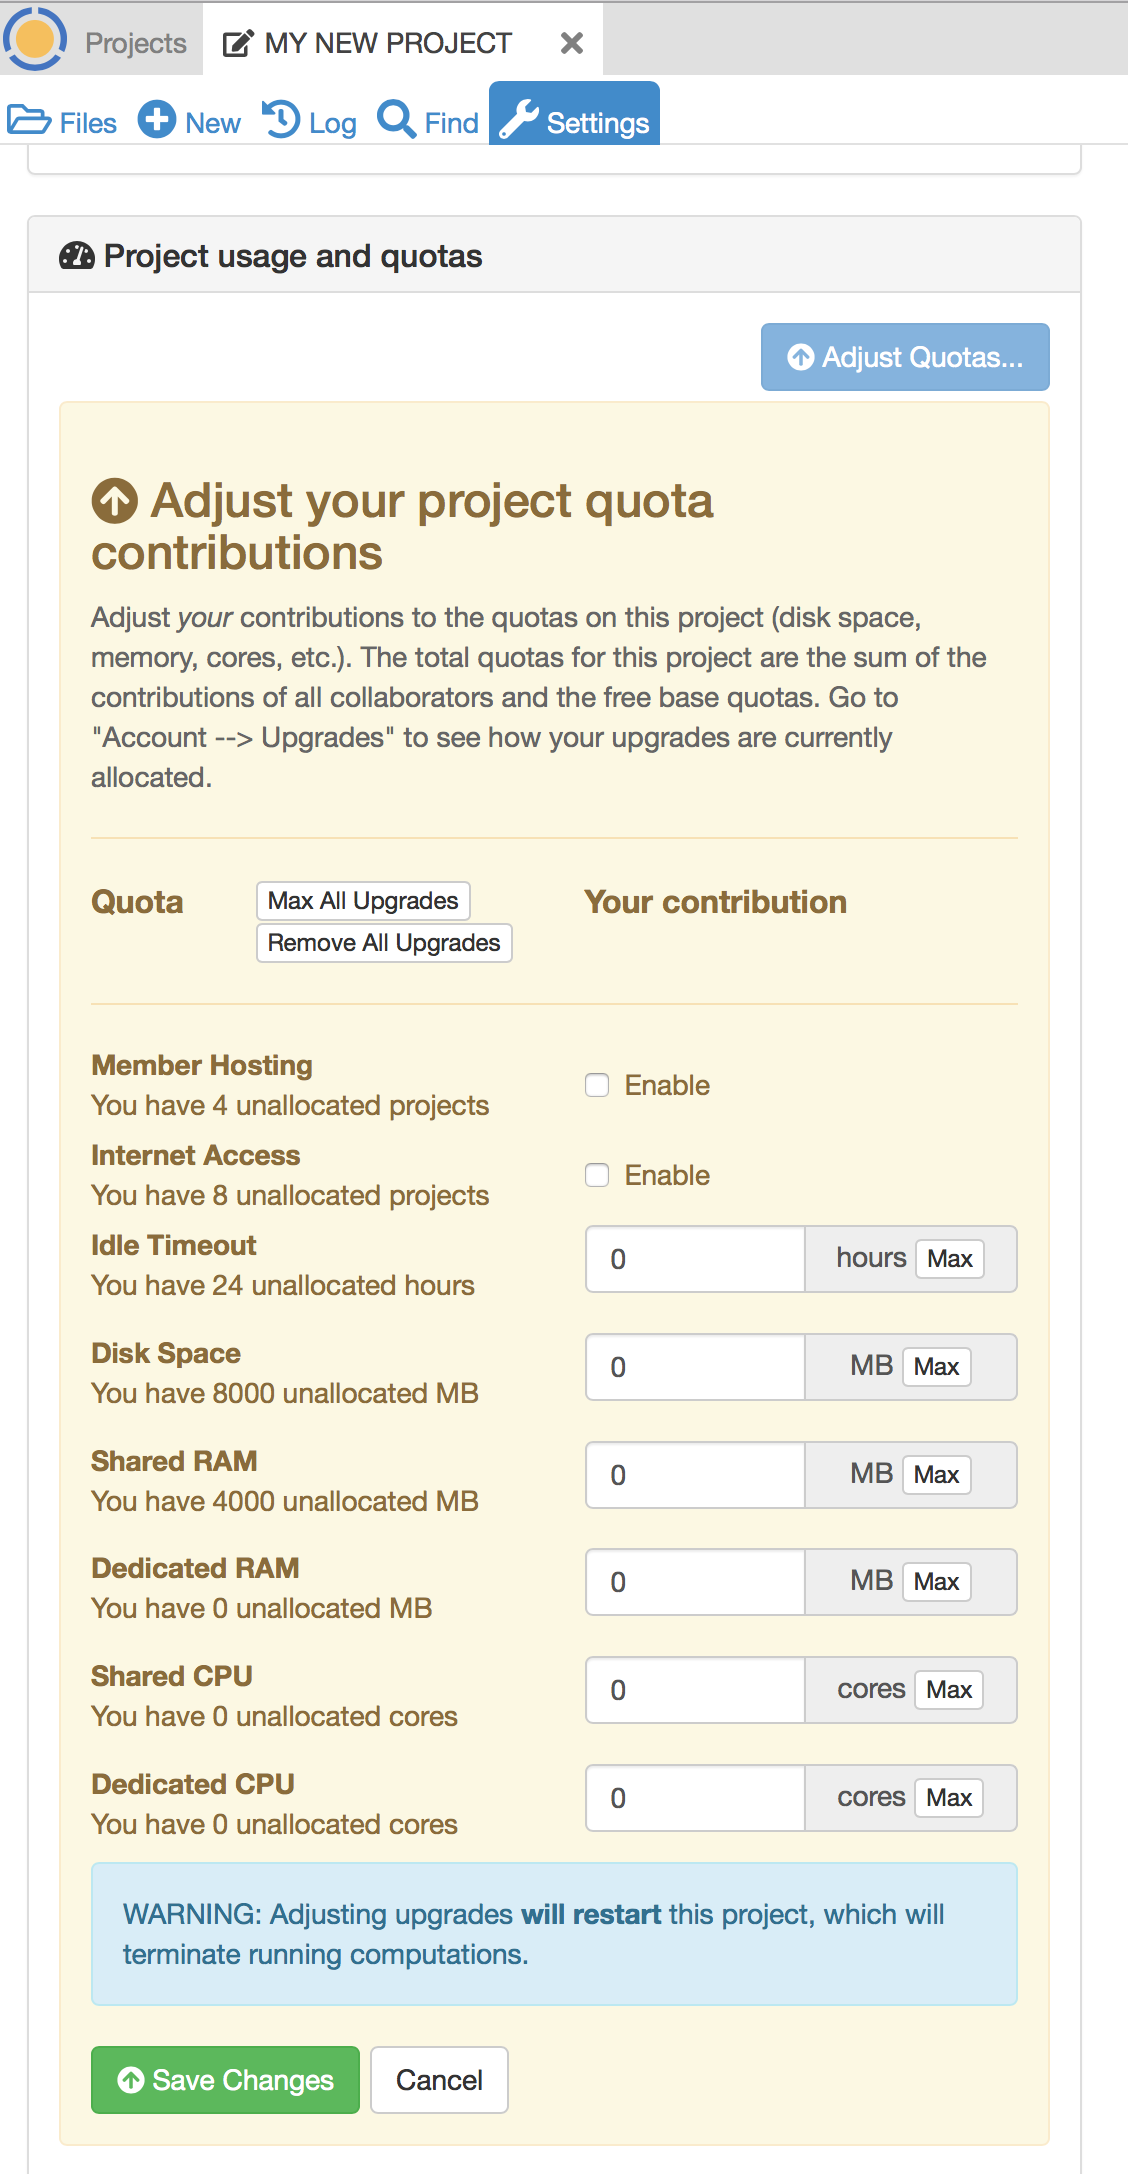 Projects
MY NEW PROJECT
Files
New
Log
Find
Settings
Project usage and quotas
Adjust Quotas...
Adjust your project quota
contributions
Adjust your contributions to the quotas on this project (disk space,
memory, cores, etc.). The total quotas for this project are the sum of the
contributions of all collaborators and the free base quotas. Go to
"Account --> Upgrades" to see how your upgrades are currently
allocated.
Quota
Max All Upgrades
Remove All Upgrades
Your contribution
Member Hosting
You have 4 unallocated projects
Enable
Internet Access
You have 8 unallocated projects
Enable
Idle Timeout
You have 24 unallocated hours
0 hours Max
Disk Space
You have 8000 unallocated MB
0 MB Max
Shared RAM
You have 4000 unallocated MB
0 MB Max
Dedicated RAM
You have 0 unallocated MB
0 MB Max
Shared CPU
You have 0 unallocated cores
0 cores Max
Dedicated CPU
You have 0 unallocated cores
0 cores Max
WARNING: Adjusting upgrades will restart this project, which will
terminate running computations.
Save Changes
Cancel